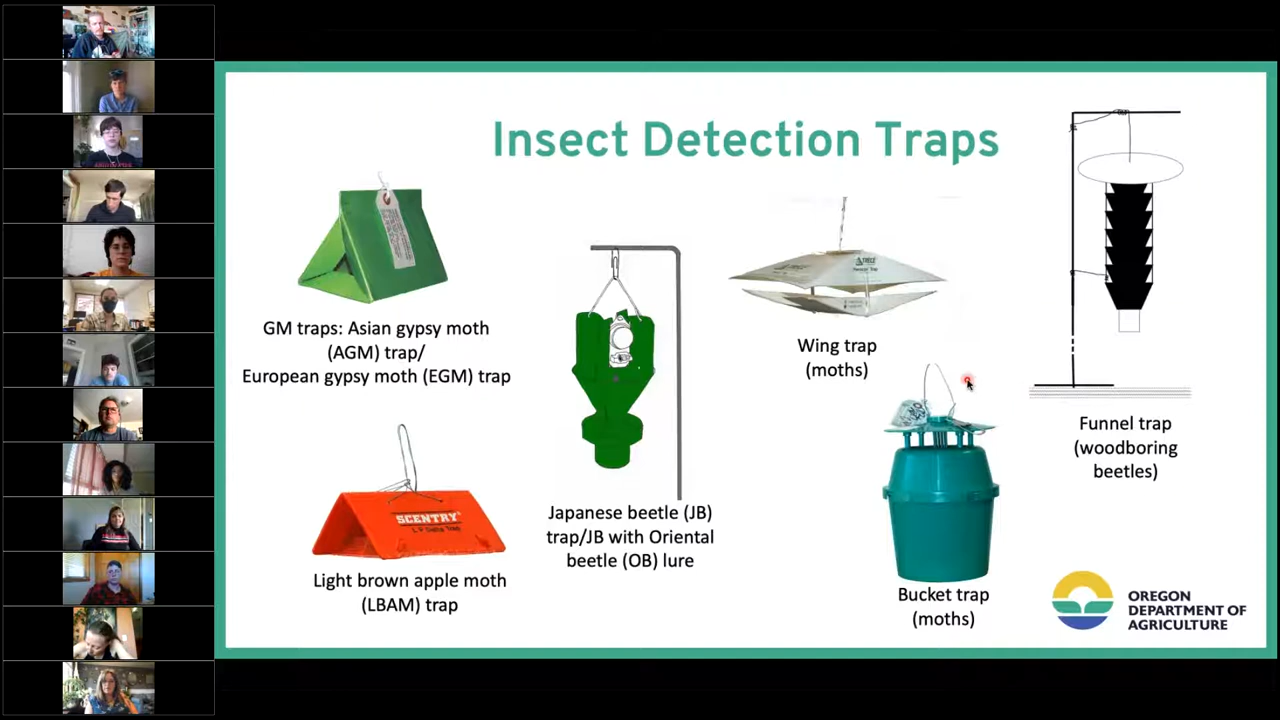 Insect Detection Traps
GM traps: Asian gypsy moth
(AGM) trap/
European gypsy moth (EGM) trap
SCENTRY
Light brown apple moth
(LBAM) trap
Japanese beetle (JB)
trap/JB with Oriental
beetle (OB) lure
TRÉCÉ
Wing trap
(moths)
Bucket trap
(moths)
Funnel trap
(woodboring
beetles)
OREGON
DEPARTMENT OF
AGRICULTURE